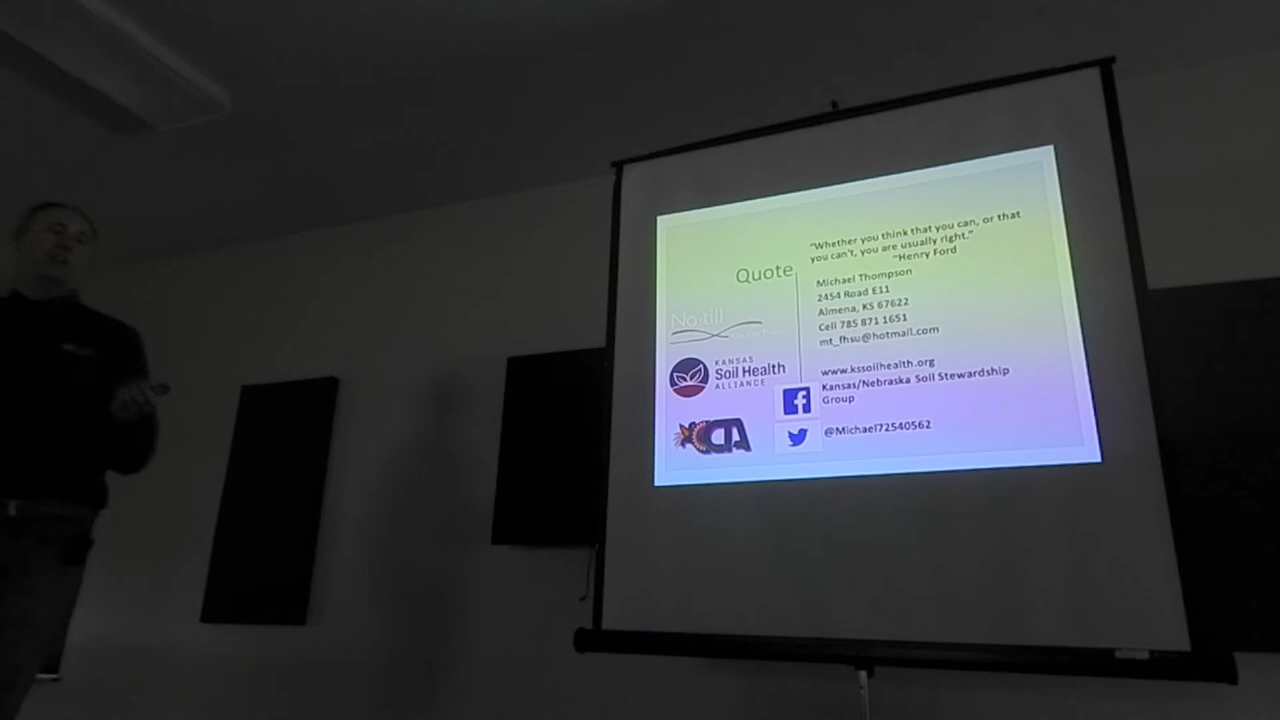 "Whether you think that you can, or that
you can't, you are usually right."
"Henry Ford
Quote
Michael Thompson
2454 Road E11
Almena, KS 67622
Cell 785 871 1651
mt_fhsu@hotmail.com
www.kssoilhealth.org
Kansas/Nebraska Soil Stewardship
Group
@Michael72540562
No-till
KANSAS
Soil Health
ALLIANCE
CTA